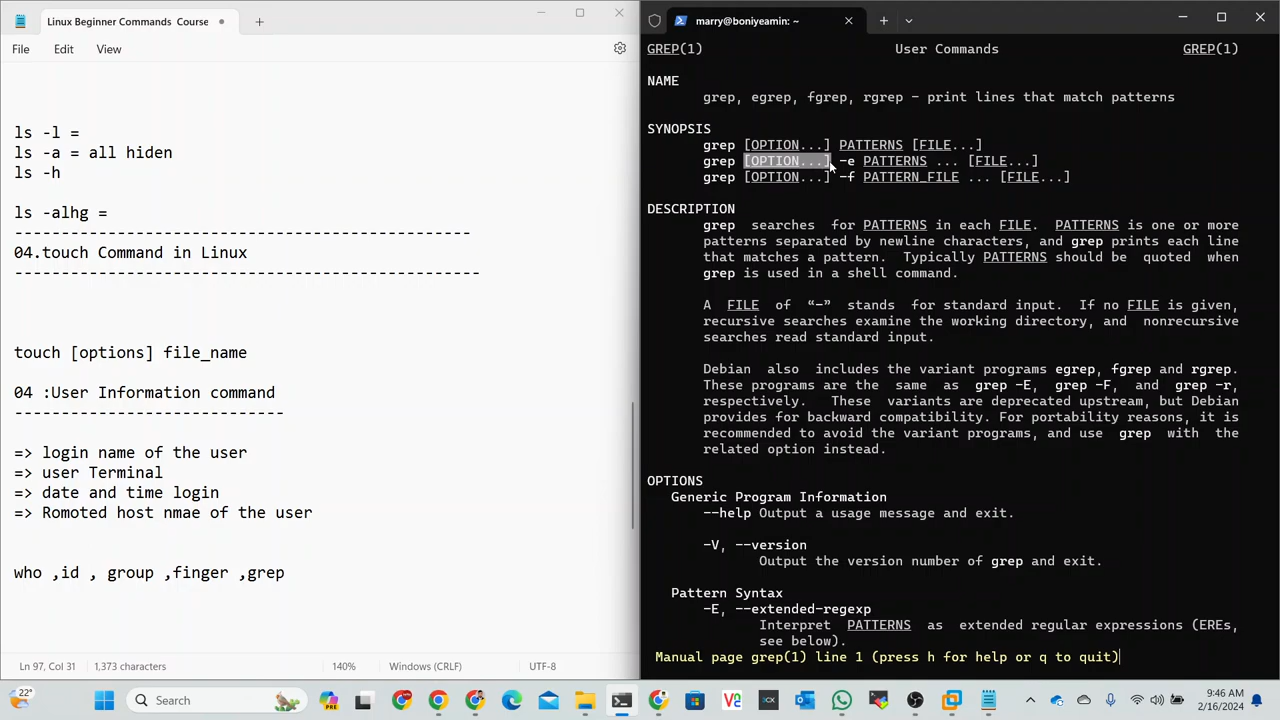 Linux Beginner Commands Course
File Edit View
ls -l =
ls -a = all hiden
ls -h
ls -alhg =
-------------------------------------------------
04.touch Command in Linux
--------------------------------------------------
touch [options] file_name
04 :User Information command
-----------------------------
=> login name of the user
=> user Terminal
=> date and time login
=> Romoted host nmae of the user
who ,id , group ,finger ,grep
Ln 97, Col 31 1,373 characters 140% Windows (CRLF) UTF-8
marry@boniyeamin: ~
GREP(1) User Commands GREP(1)
NAME
grep, egrep, fgrep, rgrep - print lines that match patterns
SYNOPSIS
grep [OPTION...] PATTERNS [FILE...]
grep [OPTION...] -e PATTERNS ... [FILE...]
grep [OPTION...] -f PATTERN_FILE ... [FILE...]
DESCRIPTION
grep searches for PATTERNS in each FILE. PATTERNS is one or more
patterns separated by newline characters, and grep prints each line
that matches a pattern. Typically PATTERNS should be quoted when
grep is used in a shell command.
A FILE of “-” stands for standard input. If no FILE is given,
recursive searches examine the working directory, and nonrecursive
searches read standard input.
Debian also includes the variant programs egrep, fgrep and rgrep.
These programs are the same as grep -E, grep -F, and grep -r,
respectively. These variants are deprecated upstream, but Debian
provides for backward compatibility. For portability reasons, it is
recommended to avoid the variant programs, and use grep with the
related option instead.
OPTIONS
Generic Program Information
--help Output a usage message and exit.
-V, --version
Output the version number of grep and exit.
Pattern Syntax
-E, --extended-regexp
Interpret PATTERNS as extended regular expressions (EREs,
see below).
Manual page grep(1) line 1 (press h for help or q to quit)
22° Search 9:46 AM
2/16/2024